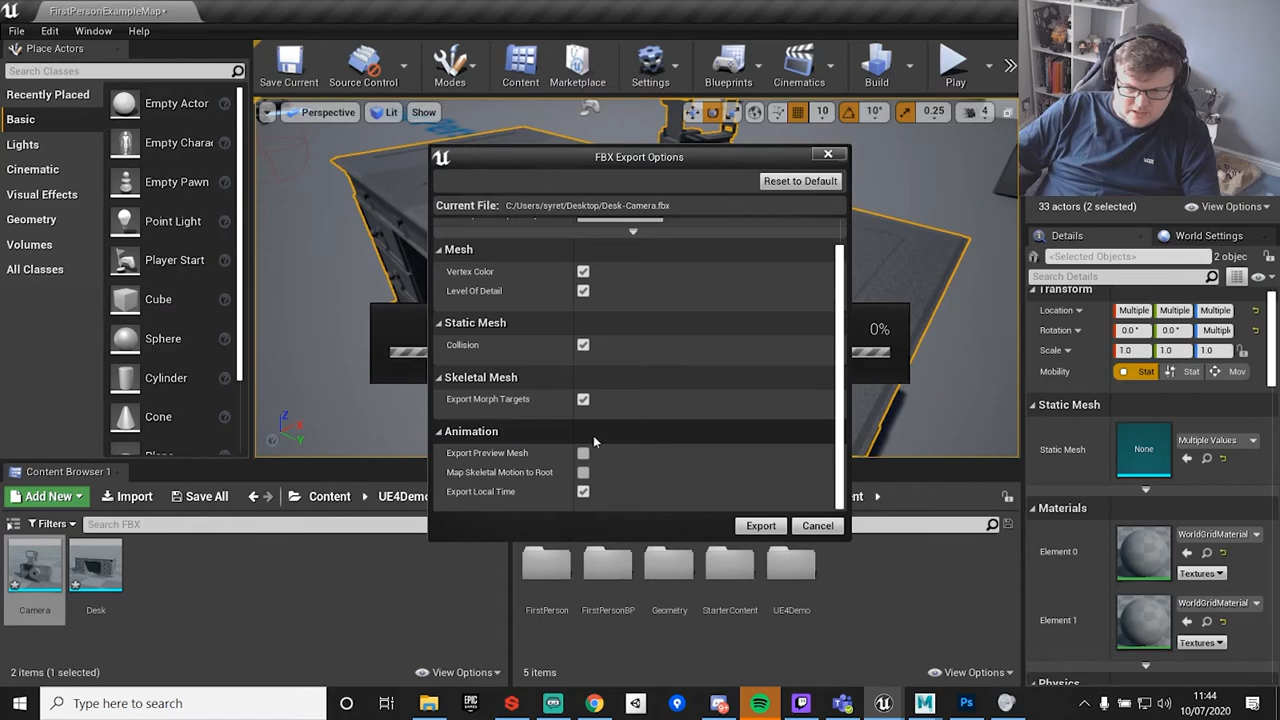 FirstPersonExampleMap*
File Edit Window Help
Place Actors
Search Classes
Recently Placed
Basic
Lights
Cinematic
Visual Effects
Geometry
Volumes
All Classes
Empty Actor
Empty Charac
Empty Pawn
Point Light
Player Start
Cube
Sphere
Cylinder
Cone
Save Current
Source Control
Modes
Content
Marketplace
Settings
Blueprints
Cinematics
Build
Play
Perspective Lit Show
10 10° 0.25 4
FBX Export Options
Reset to Default
Current File: C:/Users/syret/Desktop/Desk-Camera.fbx
Mesh
Vertex Color
Level Of Detail
Static Mesh
Collision
Skeletal Mesh
Export Morph Targets
Animation
Export Preview Mesh
Map Skeletal Motion to Root
Export Local Time
Export Cancel
0%
Z
X
Y
33 actors (2 selected) View Options
Details World Settings
<Selected Objects> 2 objec
Search Details
Transform
Location Multiple Multiple Multiple
Rotation 0.0 ° 0.0 ° Multipl
Scale 1.0 1.0 1.0
Mobility Stat Stat Mov
Static Mesh
Static Mesh None Multiple Values
Materials
Element 0 WorldGridMaterial
Textures
Element 1 WorldGridMaterial
Textures
Content Browser 1
Add New Import Save All Content UE4Demo
Filters Search FBX
Camera Desk
2 items (1 selected) View Options
FirstPerson FirstPersonBP Geometry StarterContent UE4Demo
5 items View Options
Type here to search
11:44
10/07/2020
VANS